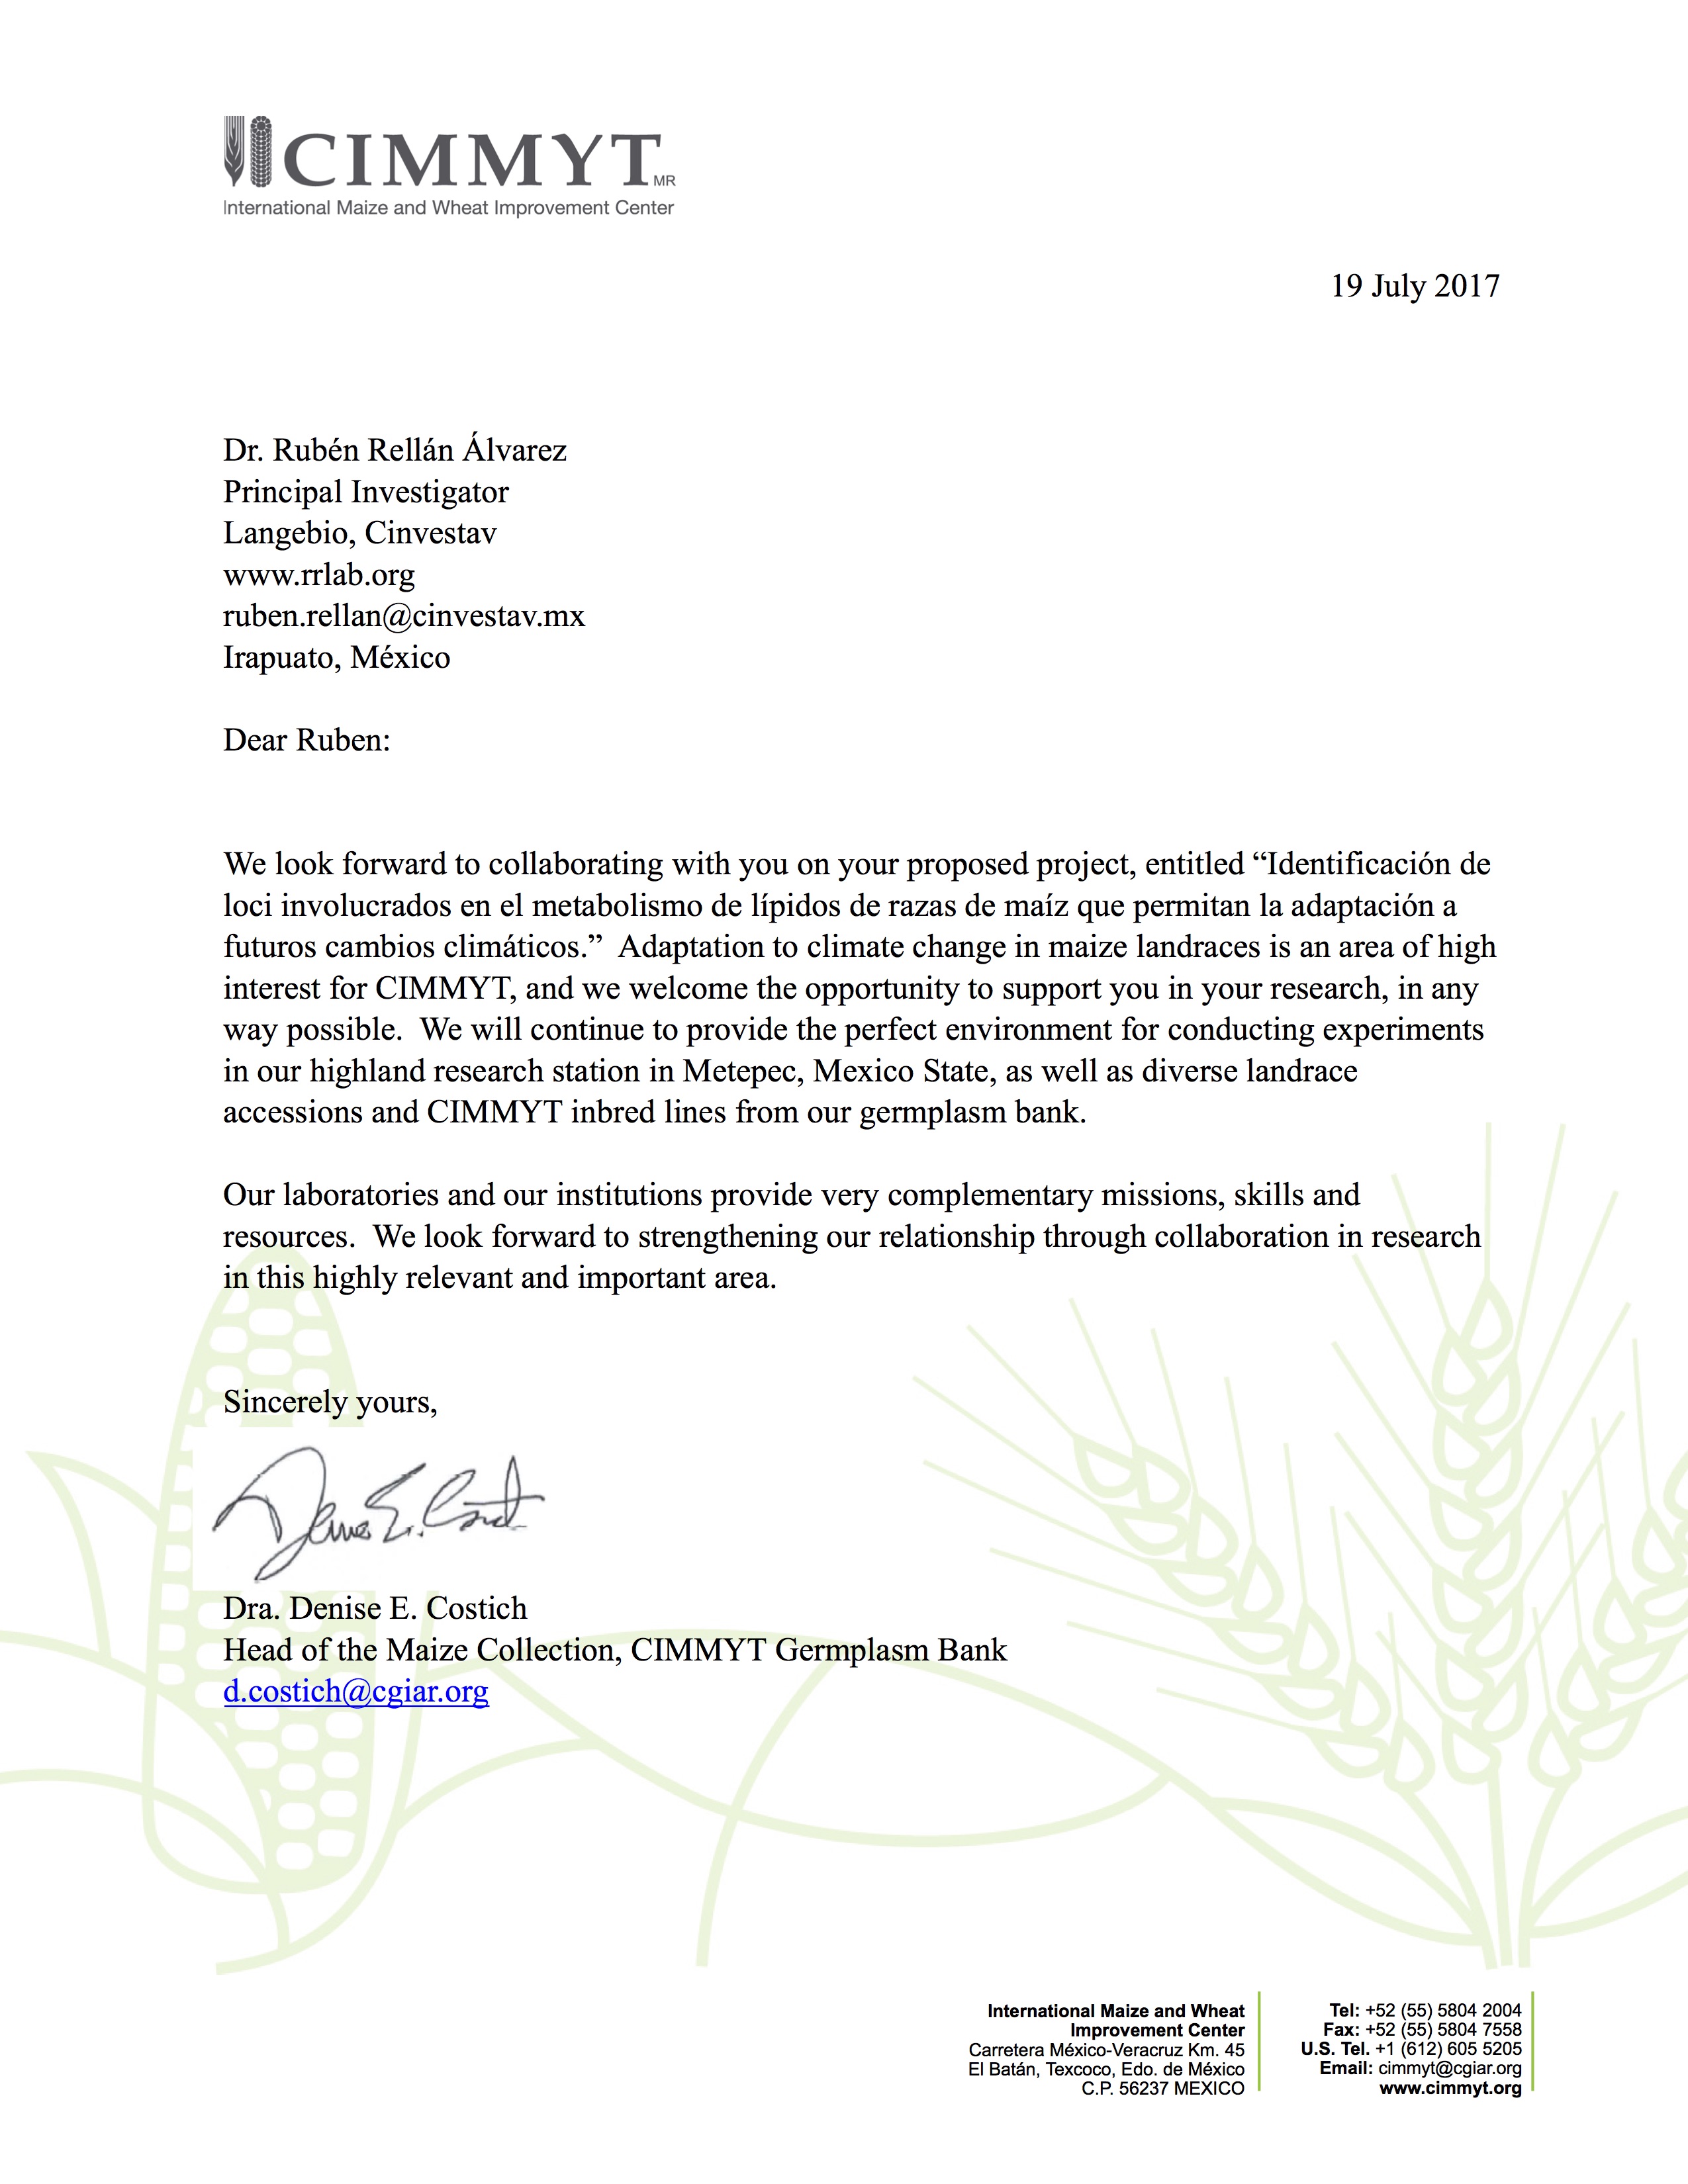 CIMMYT MR
International Maize and Wheat Improvement Center
19 July 2017
Dr. Rubén Rellán Álvarez
Principal Investigator
Langebio, Cinvestav
www.rrlab.org
ruben.rellan@cinvestav.mx
Irapuato, México
Dear Ruben:
We look forward to collaborating with you on your proposed project, entitled “Identificación de
loci involucrados en el metabolismo de lípidos de razas de maíz que permitan la adaptación a
futuros cambios climáticos.”  Adaptation to climate change in maize landraces is an area of high
interest for CIMMYT, and we welcome the opportunity to support you in your research, in any
way possible.  We will continue to provide the perfect environment for conducting experiments
in our highland research station in Metepec, Mexico State, as well as diverse landrace
accessions and CIMMYT inbred lines from our germplasm bank.
Our laboratories and our institutions provide very complementary missions, skills and
resources.  We look forward to strengthening our relationship through collaboration in research
in this highly relevant and important area.
Sincerely yours,
Denise E. Costich
Dra. Denise E. Costich
Head of the Maize Collection, CIMMYT Germplasm Bank
d.costich@cgiar.org
International Maize and Wheat
Improvement Center
Carretera México-Veracruz Km. 45
El Batán, Texcoco, Edo. de México
C.P. 56237 MEXICO
Tel: +52 (55) 5804 2004
Fax: +52 (55) 5804 7558
U.S. Tel. +1 (612) 605 5205
Email: cimmyt@cgiar.org
www.cimmyt.org